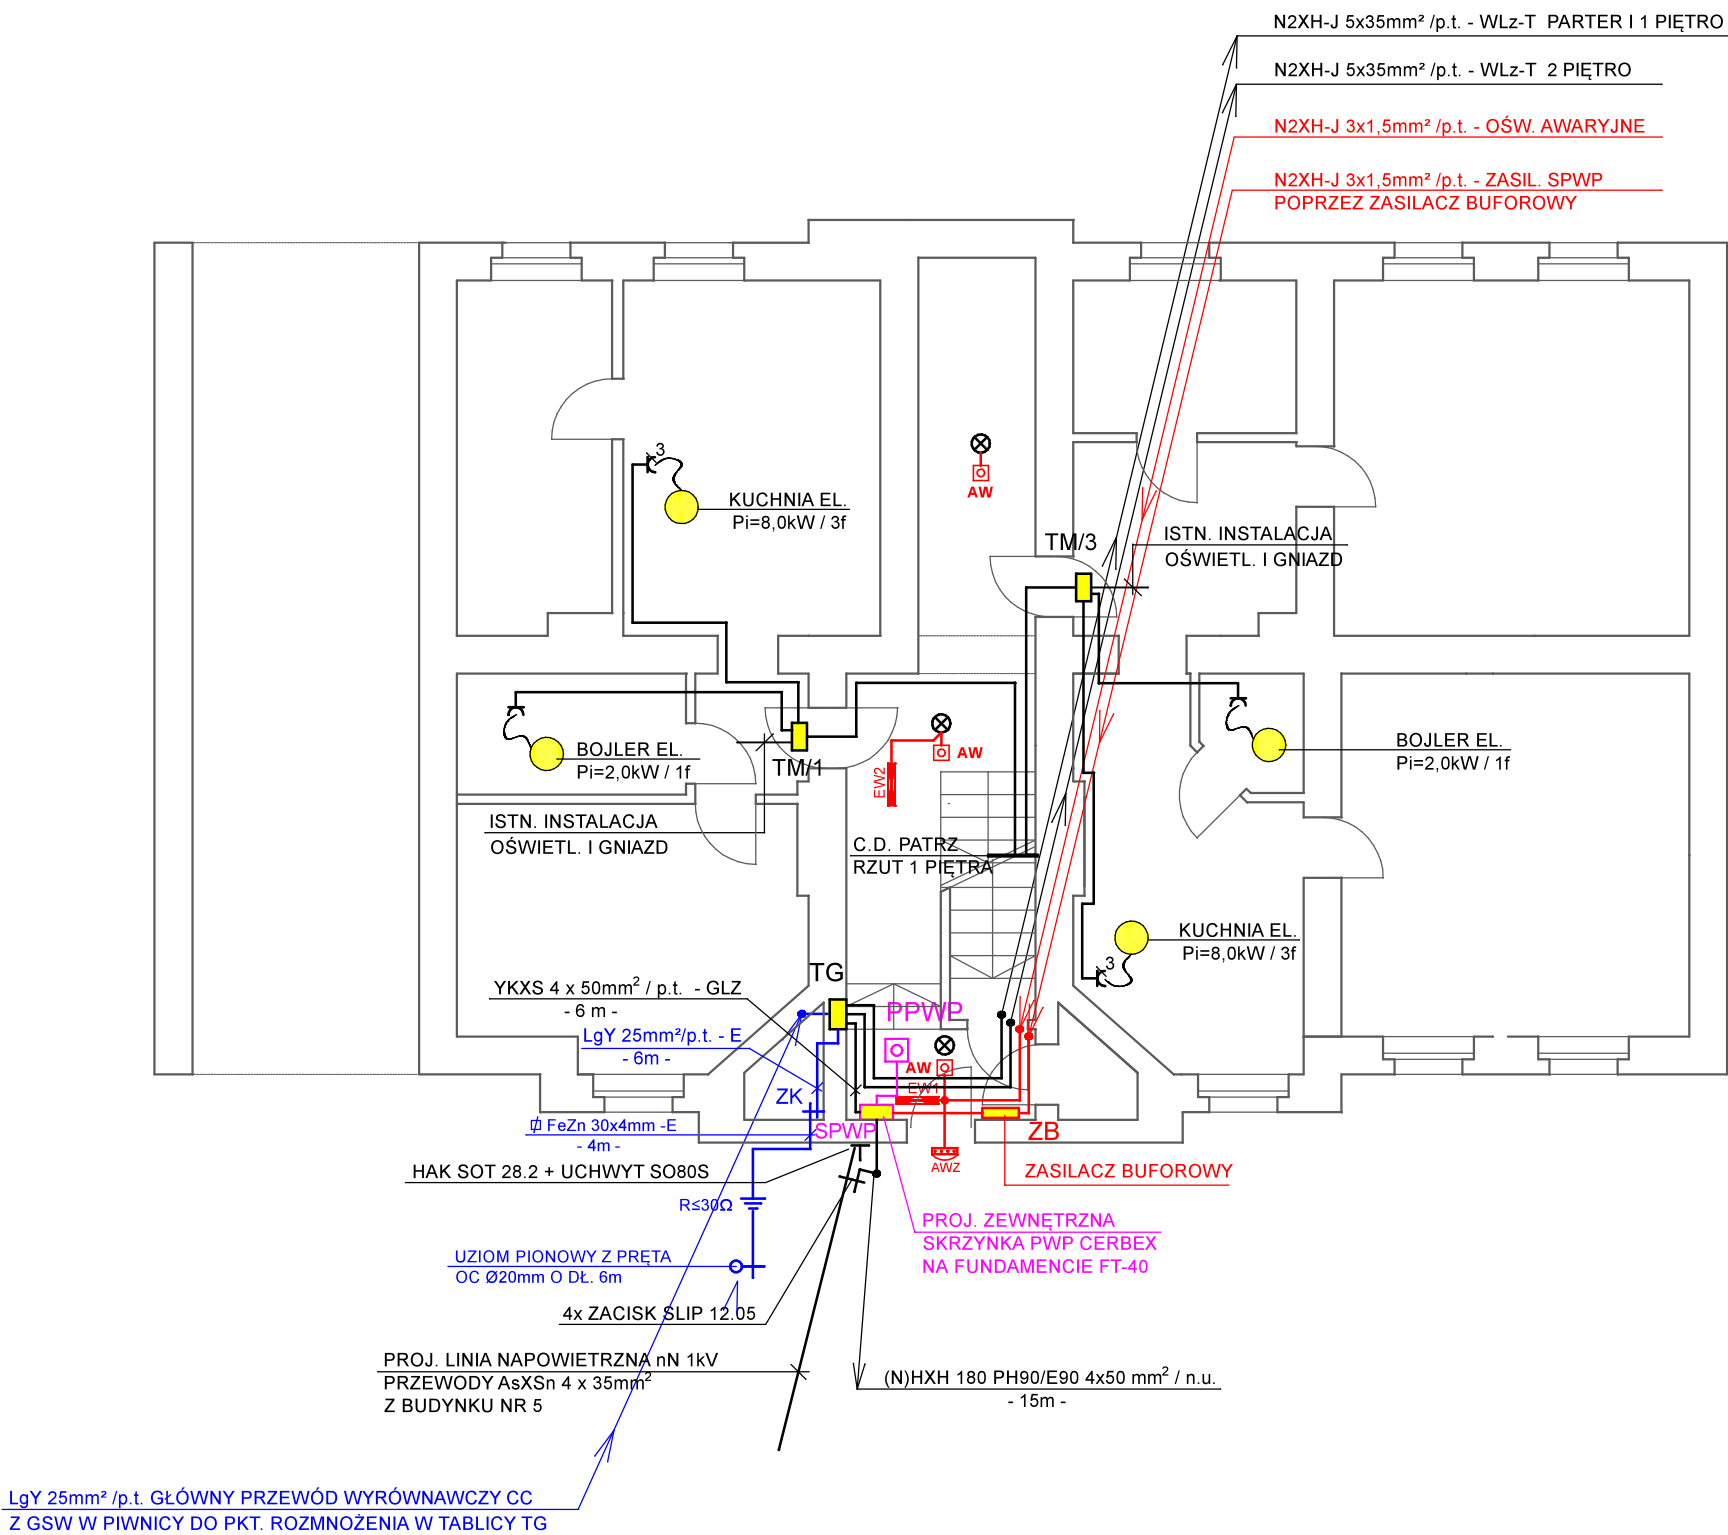 N2XH-J 5x35mm² /p.t. - WLz-T  PARTER I 1 PIĘTRO
N2XH-J 5x35mm² /p.t. - WLz-T  2 PIĘTRO
N2XH-J 3x1,5mm² /p.t. - OŚW. AWARYJNE
N2XH-J 3x1,5mm² /p.t. - ZASIL. SPWP
POPRZEZ ZASILACZ BUFOROWY
3
KUCHNIA EL.
Pi=8,0kW / 3f
AW
TM/3
ISTN. INSTALACJA
OŚWIETL. I GNIAZD
BOJLER EL.
Pi=2,0kW / 1f
TM/1
AW
EW2
BOJLER EL.
Pi=2,0kW / 1f
ISTN. INSTALACJA
OŚWIETL. I GNIAZD
C.D. PATRZ
RZUT 1 PIĘTRA
KUCHNIA EL.
Pi=8,0kW / 3f
3
TG
YKXS 4 x 50mm² / p.t.  - GLZ
- 6 m -
PPWP
LgY 25mm²/p.t. - E
- 6m -
AW
EW1
ZK
FeZn 30x4mm -E
- 4m -
SPWP
ZB
AWZ
HAK SOT 28.2 + UCHWYT SO80S
ZASILACZ BUFOROWY
R≤30Ω
PROJ. ZEWNĘTRZNA
SKRZYNKA PWP CERBEX
NA FUNDAMENCIE FT-40
UZIOM PIONOWY Z PRĘTA
OC Ø20mm O DŁ. 6m
4x ZACISK SLIP 12.05
PROJ. LINIA NAPOWIETRZNA nN 1kV
PRZEWODY AsXSn 4 x 35mm²
Z BUDYNKU NR 5
(N)HXH 180 PH90/E90 4x50 mm² / n.u.
- 15m -
LgY 25mm² /p.t. GŁÓWNY PRZEWÓD WYRÓWNAWCZY CC
Z GSW W PIWNICY DO PKT. ROZMNOŻENIA W TABLICY TG